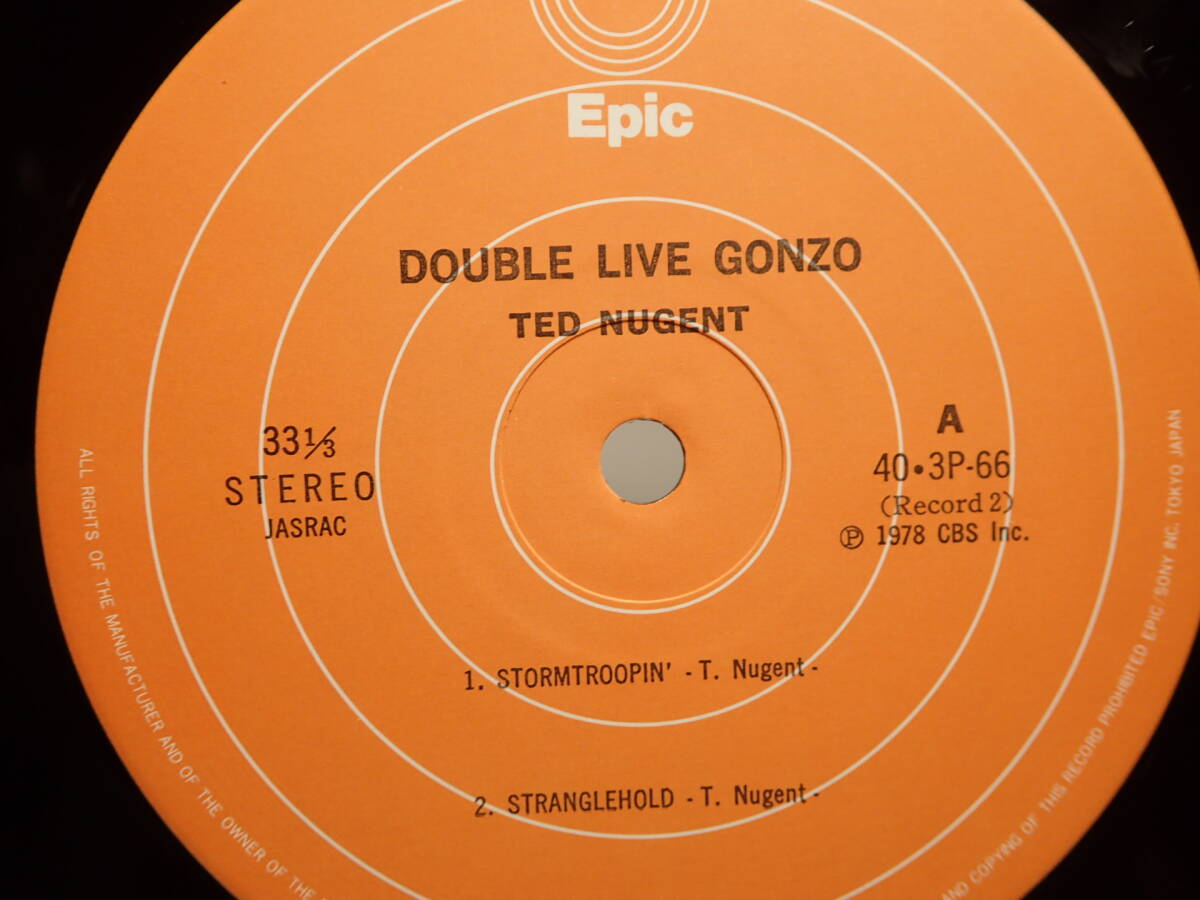 Epic
DOUBLE LIVE GONZO
TED NUGENT
33⅓
STEREO
JASRAC
A
40•3P-66
(Record 2)
Ⓟ 1978 CBS Inc.
1. STORMTROOPIN' - T. Nugent -
2. STRANGLEHOLD - T. Nugent -
ALL RIGHTS OF THE MANUFACTURER AND OF THE OWNER OF THE
AND COPYING OF THIS RECORD PROHIBITED EPIC/SONY INC. TOKYO JAPAN